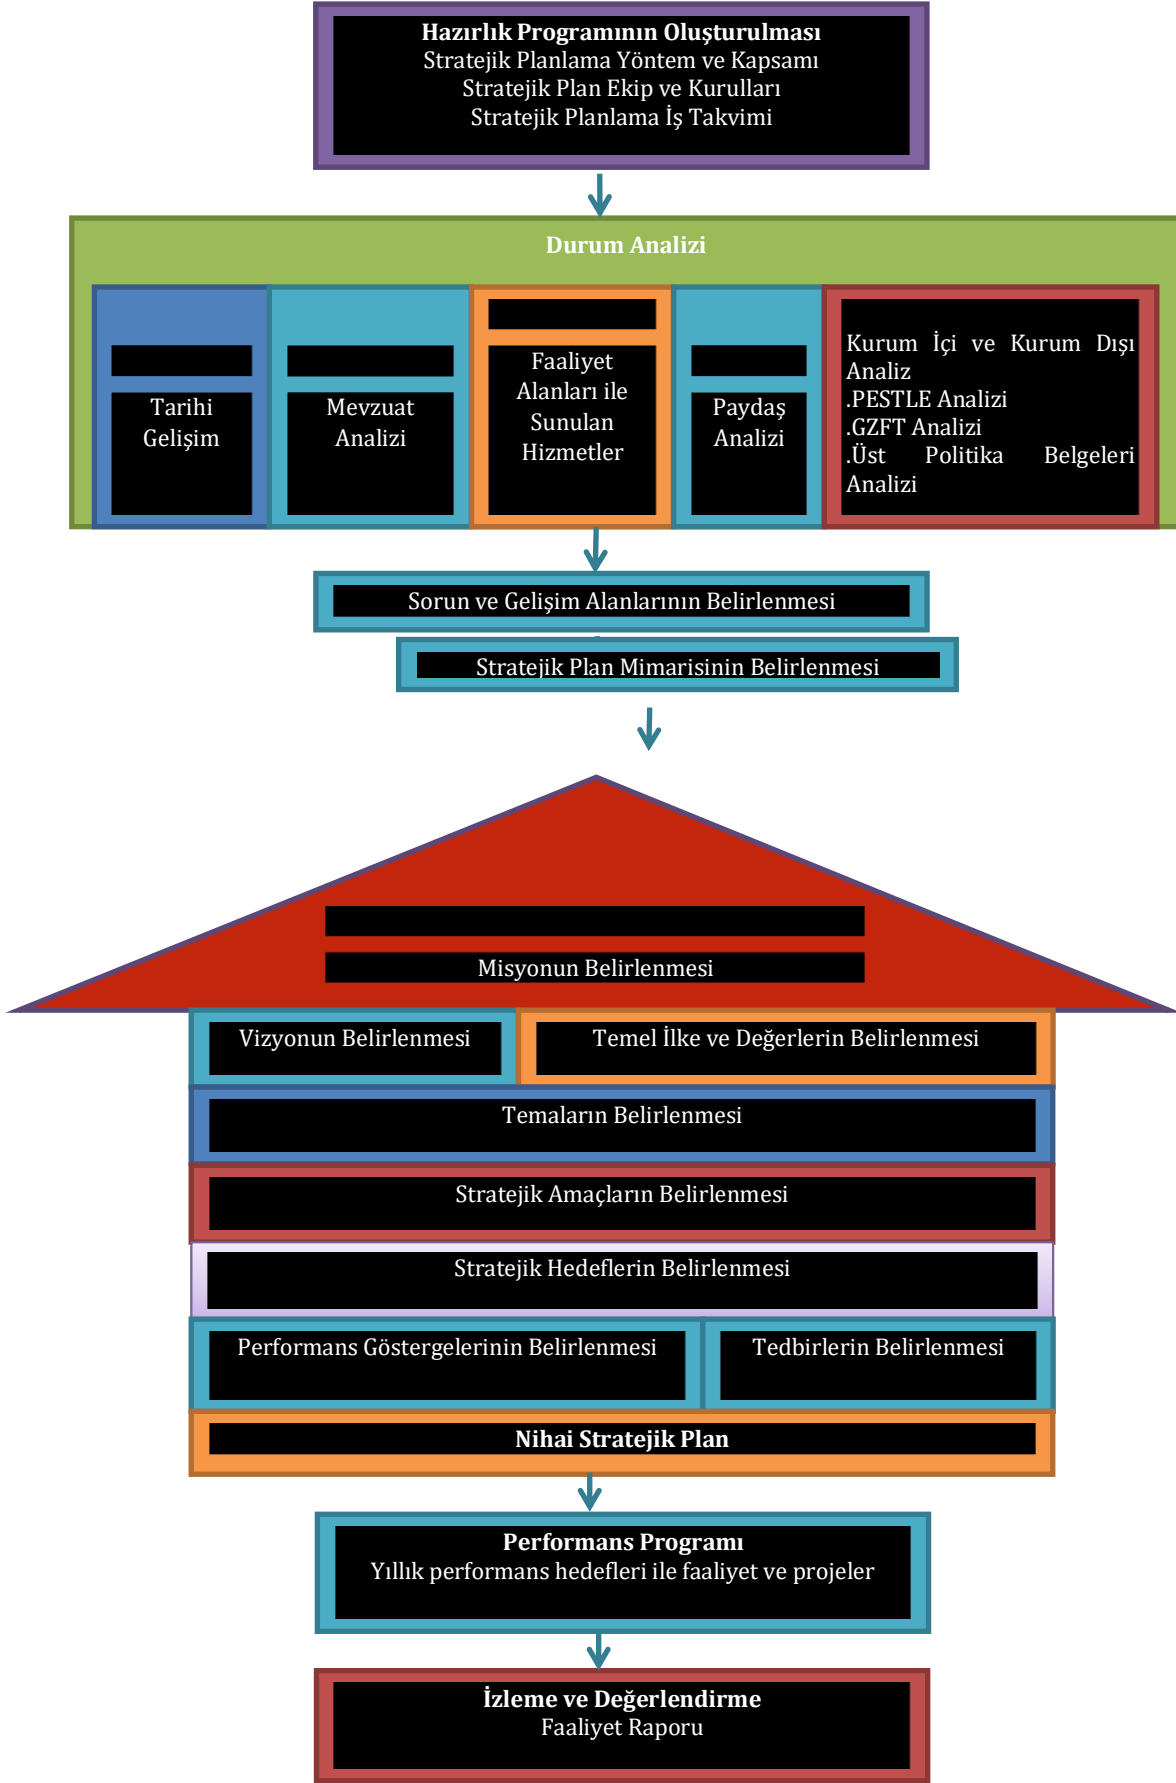 Hazırlık Programının Oluşturulması
Stratejik Planlama Yöntem ve Kapsamı
Stratejik Plan Ekip ve Kurulları
Stratejik Planlama İş Takvimi
Durum Analizi
Tarihi
Gelişim
Mevzuat
Analizi
Faaliyet
Alanları ile
Sunulan
Hizmetler
Paydaş
Analizi
Kurum İçi ve Kurum Dışı
Analiz
.PESTLE Analizi
.GZFT Analizi
.Üst Politika Belgeleri
Analizi
Sorun ve Gelişim Alanlarının Belirlenmesi
Stratejik Plan Mimarisinin Belirlenmesi
Misyonun Belirlenmesi
Vizyonun Belirlenmesi
Temel İlke ve Değerlerin Belirlenmesi
Temaların Belirlenmesi
Stratejik Amaçların Belirlenmesi
Stratejik Hedeflerin Belirlenmesi
Performans Göstergelerinin Belirlenmesi
Tedbirlerin Belirlenmesi
Nihai Stratejik Plan
Performans Programı
Yıllık performans hedefleri ile faaliyet ve projeler
İzleme ve Değerlendirme
Faaliyet Raporu